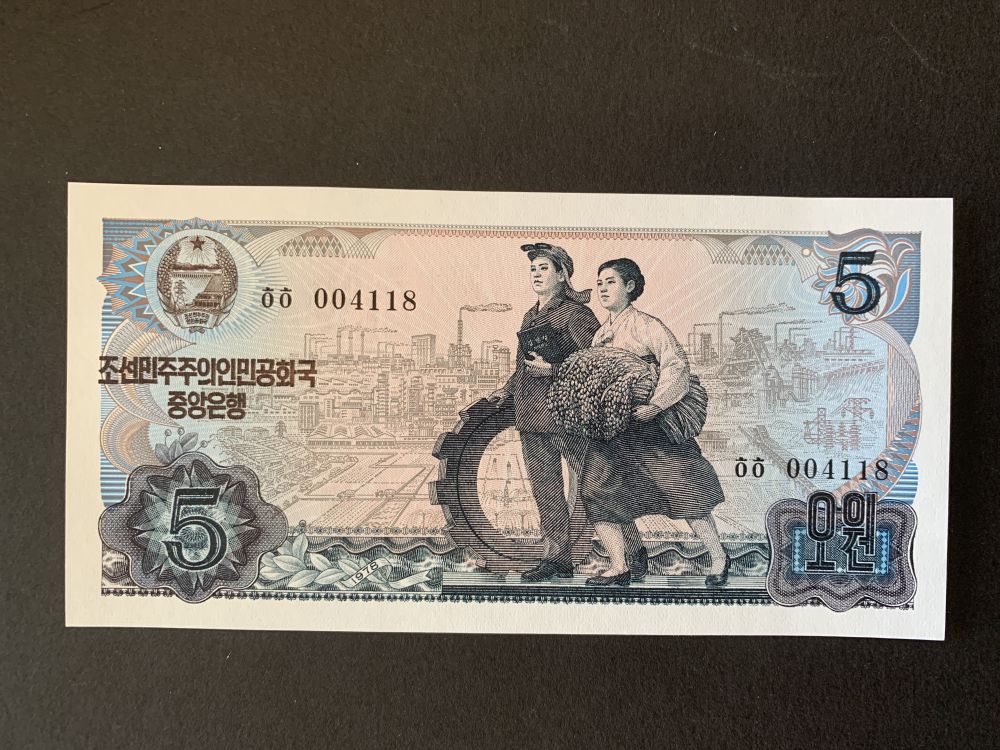 ㅎㅎ 004118
5
조선민주주의인민공화국
중앙은행
ㅎㅎ 004118
5
1978
오원